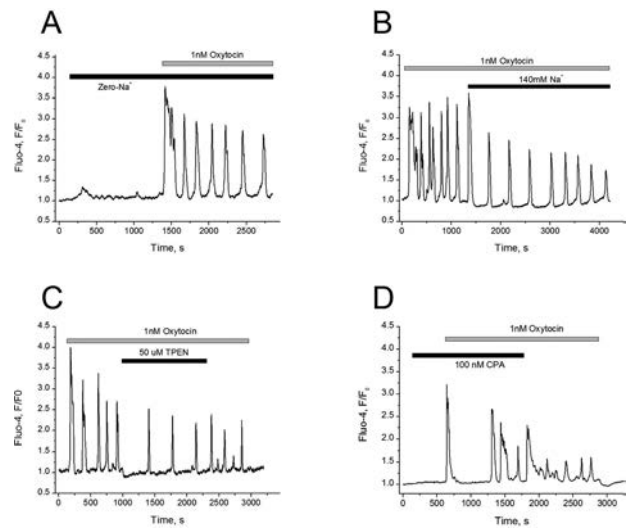 A
1nM Oxytocin
Zero-Na⁺
4.5
4.0
3.5
3.0
2.5
2.0
1.5
1.0
0.5
Fluo-4, F/F₀
0 500 1000 1500 2000 2500
Time, s
B
1nM Oxytocin
140mM Na⁺
4.5
4.0
3.5
3.0
2.5
2.0
1.5
1.0
0.5
Fluo-4, F/F₀
0 1000 2000 3000 4000
Time, s
C
1nM Oxytocin
50 uM TPEN
4.5
4.0
3.5
3.0
2.5
2.0
1.5
1.0
0.5
Fluo-4, F/F0
0 500 1000 1500 2000 2500 3000
Time, s
D
1nM Oxytocin
100 nM CPA
4.5
4.0
3.5
3.0
2.5
2.0
1.5
1.0
0.5
Fluo-4, F/F₀
0 500 1000 1500 2000 2500 3000
Time, s